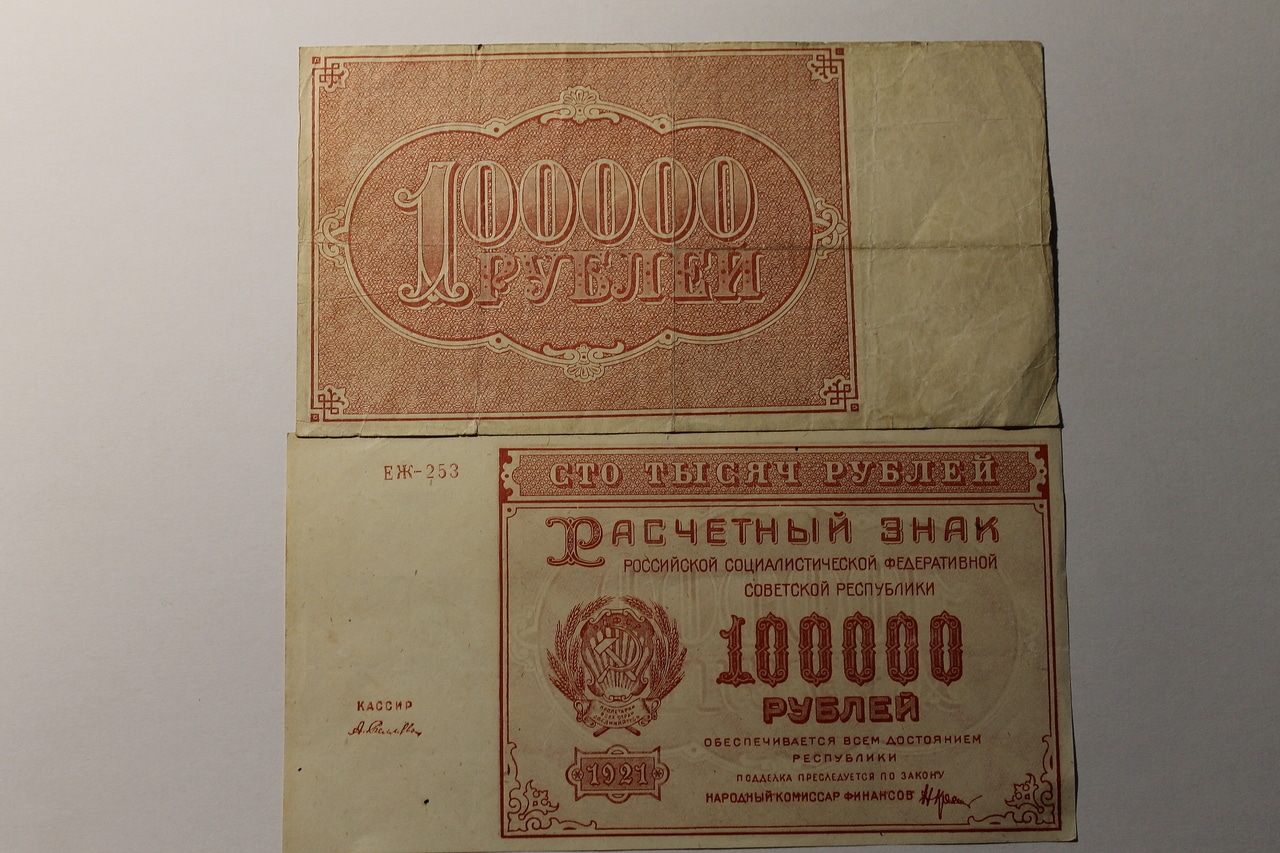 100000
РУБЛЕЙ
ЕЖ-253
СТО ТЫСЯЧ РУБЛЕЙ
РАСЧЕТНЫЙ ЗНАК
РОССИЙСКОЙ СОЦИАЛИСТИЧЕСКОЙ ФЕДЕРАТИВНОЙ
СОВЕТСКОЙ РЕСПУБЛИКИ
100000
РУБЛЕЙ
КАССИР
ОБЕСПЕЧИВАЕТСЯ ВСЕМ ДОСТОЯНИЕМ
РЕСПУБЛИКИ
1921
ПОДДЕЛКА ПРЕСЛЕДУЕТСЯ ПО ЗАКОНУ
НАРОДНЫЙ КОМИССАР ФИНАНСОВ